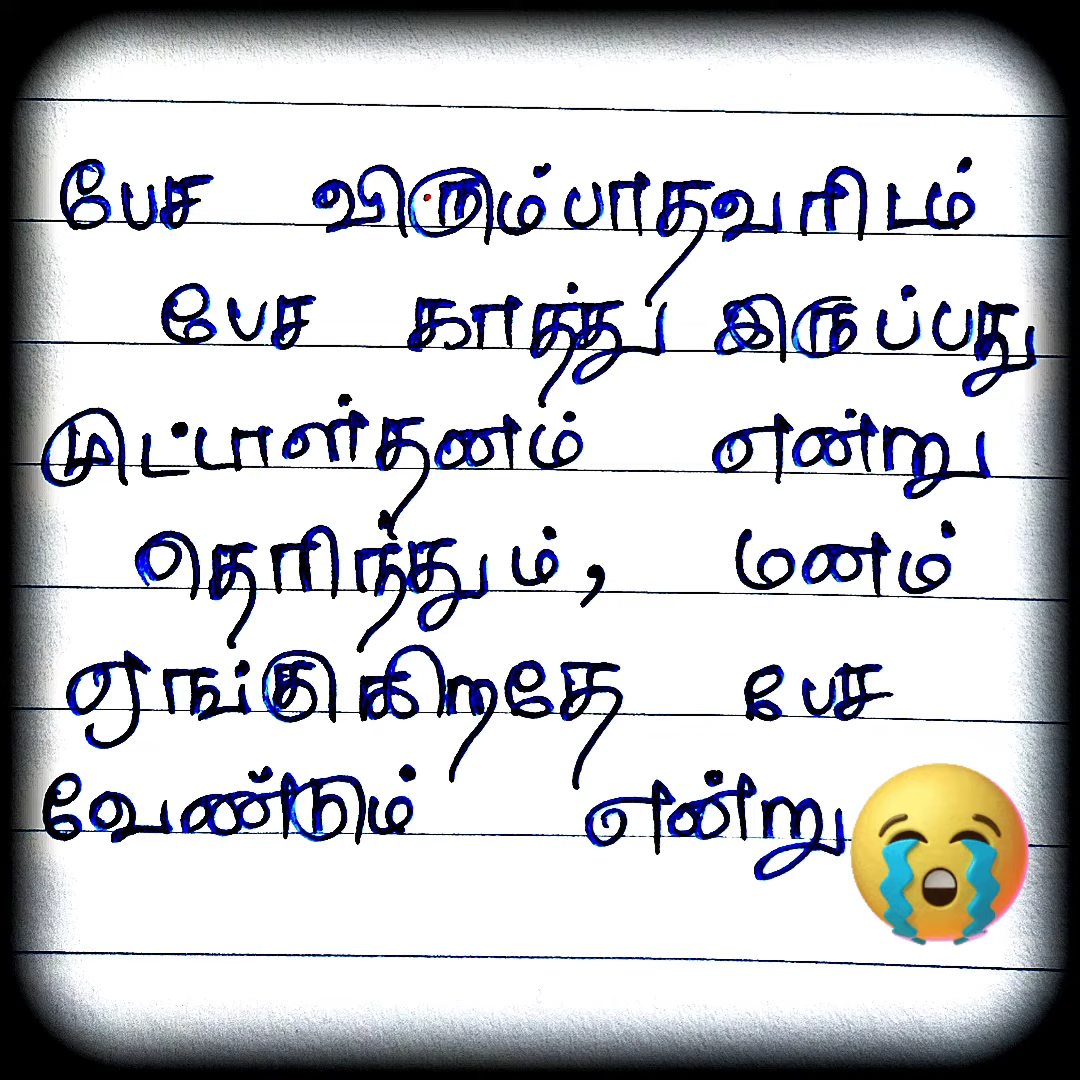 பேச விரும்பாதவரிடம்
பேச காத்து இருப்பது
முட்டாள்தனம் என்று
தெரிந்தும், மனம்
ஏங்குகிறதே பேச
வேண்டும் என்று